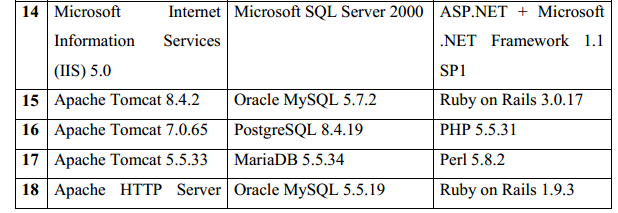 14 Microsoft Internet Microsoft SQL Server 2000 ASP.NET + Microsoft
Information Services .NET Framework 1.1
(IIS) 5.0 SP1
15 Apache Tomcat 8.4.2 Oracle MySQL 5.7.2 Ruby on Rails 3.0.17
16 Apache Tomcat 7.0.65 PostgreSQL 8.4.19 PHP 5.5.31
17 Apache Tomcat 5.5.33 MariaDB 5.5.34 Perl 5.8.2
18 Apache HTTP Server Oracle MySQL 5.5.19 Ruby on Rails 1.9.3